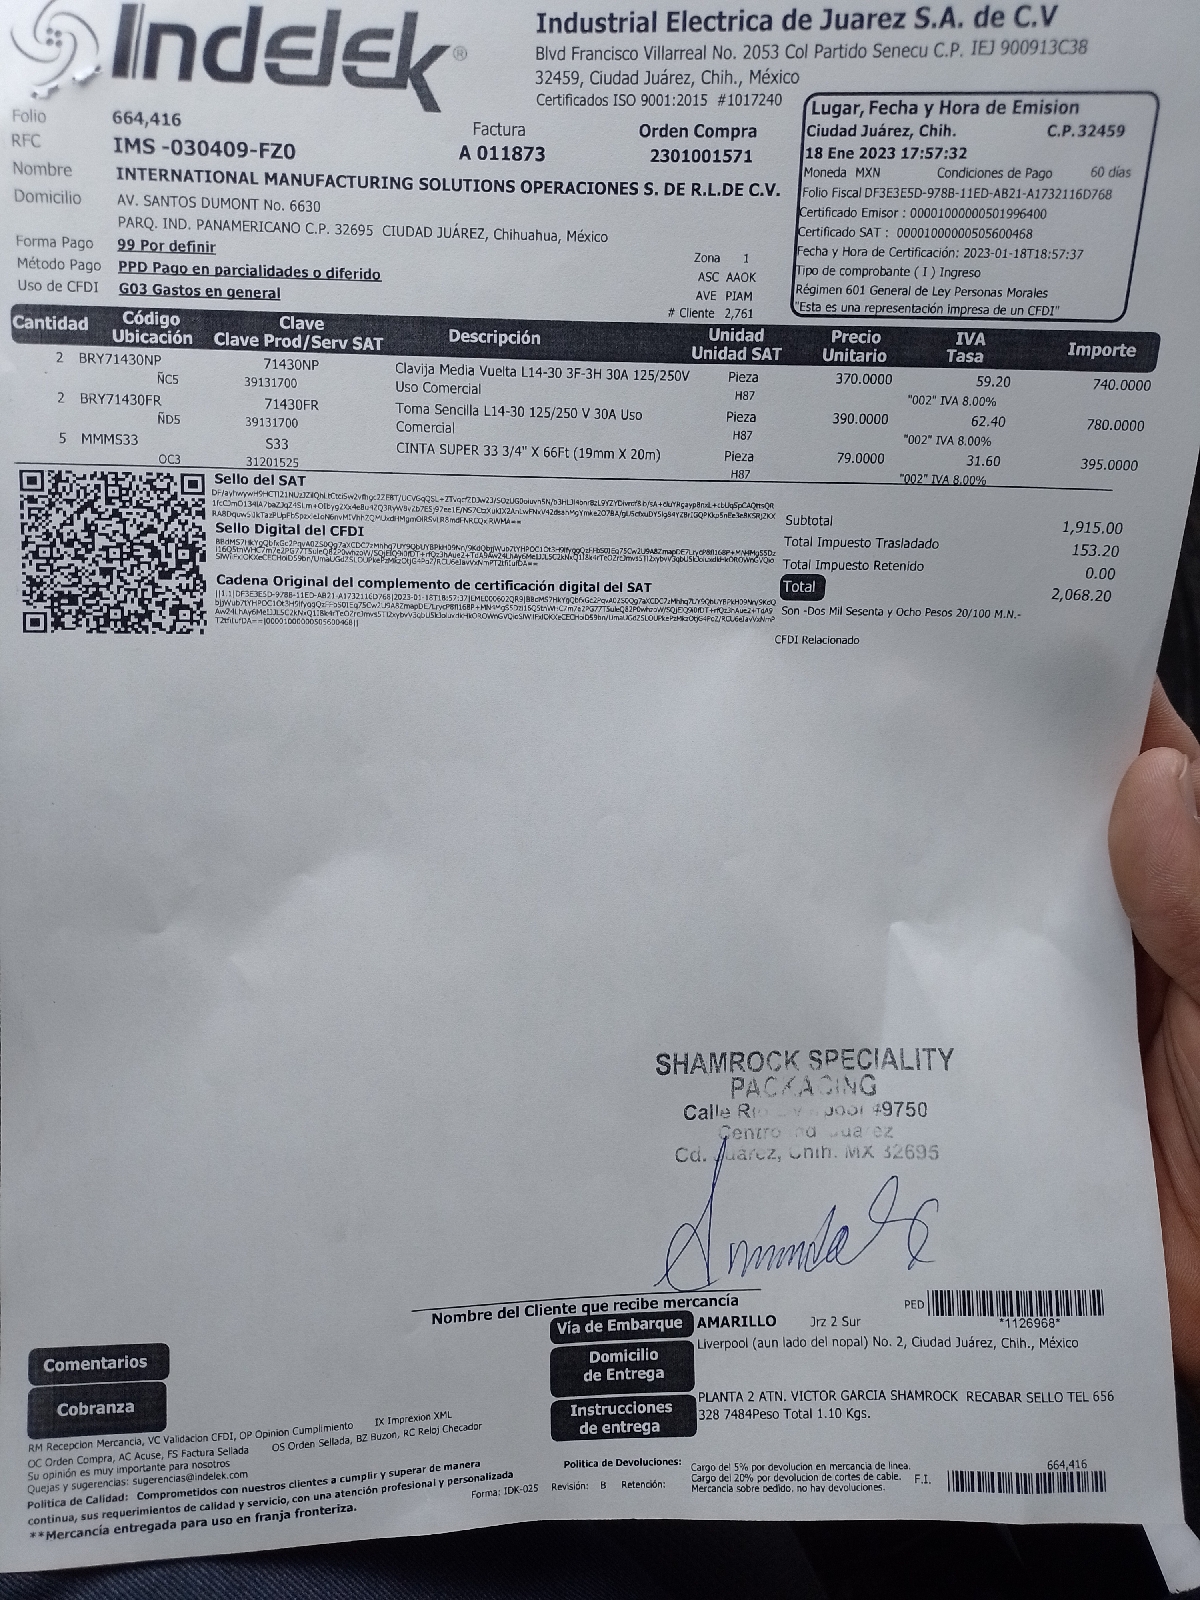 Indelek®
Industrial Electrica de Juarez S.A. de C.V
Blvd Francisco Villarreal No. 2053 Col Partido Senecu C.P. IEJ 900913C38
32459, Ciudad Juárez, Chih., México
Certificados ISO 9001:2015 #1017240
Folio 664,416
RFC IMS -030409-FZ0
Factura
A 011873
Orden Compra
2301001571
Nombre INTERNATIONAL MANUFACTURING SOLUTIONS OPERACIONES S. DE R.L.DE C.V.
Domicilio AV. SANTOS DUMONT No. 6630
PARQ. IND. PANAMERICANO C.P. 32695 CIUDAD JUÁREZ, Chihuahua, México
Forma Pago 99 Por definir
Método Pago PPD Pago en parcialidades o diferido
Uso de CFDI G03 Gastos en general
Zona 1
ASC AAOK
AVE PIAM
# Cliente 2,761
Lugar, Fecha y Hora de Emision
Ciudad Juárez, Chih. C.P.32459
18 Ene 2023 17:57:32
Moneda MXN Condiciones de Pago 60 días
Folio Fiscal DF3E3E5D-978B-11ED-AB21-A1732116D768
Certificado Emisor : 00001000000501996400
Certificado SAT : 00001000000505600468
Fecha y Hora de Certificación: 2023-01-18T18:57:37
Tipo de comprobante ( I ) Ingreso
Régimen 601 General de Ley Personas Morales
"Esta es una representación impresa de un CFDI"
Cantidad Código Ubicación Clave Clave Prod/Serv SAT Descripción Unidad Unidad SAT Precio Unitario IVA Tasa Importe
2 BRY71430NP 71430NP Clavija Media Vuelta L14-30 3F-3H 30A 125/250V Pieza 370.0000 59.20 740.0000
ÑC5 39131700 Uso Comercial H87 "002" IVA 8.00%
2 BRY71430FR 71430FR Toma Sencilla L14-30 125/250 V 30A Uso Pieza 390.0000 62.40 780.0000
ÑD5 39131700 Comercial H87 "002" IVA 8.00%
5 MMMS33 S33 CINTA SUPER 33 3/4" X 66Ft (19mm X 20m) Pieza 79.0000 31.60 395.0000
OC3 31201525 H87 "002" IVA 8.00%
Sello del SAT
Sello Digital del CFDI
Cadena Original del complemento de certificación digital del SAT
Subtotal 1,915.00
Total Impuesto Trasladado 153.20
Total Impuesto Retenido 0.00
Total 2,068.20
Son -Dos Mil Sesenta y Ocho Pesos 20/100 M.N.-
CFDI Relacionado
SHAMROCK SPECIALITY
PACKAGING
Calle #9750
Centro Juarez
Cd. Juarez, Chih. MX 32695
Nombre del Cliente que recibe mercancía
PED *1126968*
Vía de Embarque AMARILLO Jrz 2 Sur
Domicilio de Entrega Liverpool (aun lado del nopal) No. 2, Ciudad Juárez, Chih., México
Instrucciones de entrega PLANTA 2 ATN. VICTOR GARCIA SHAMROCK RECABAR SELLO TEL 656
328 7484Peso Total 1.10 Kgs.
Comentarios
Cobranza
RM Recepcion Mercancia, VC Validacion CFDI, OP Opinion Cumplimiento IX Impresion XML
OC Orden Compra, AC Acuse, FS Factura Sellada OS Orden Sellada, BZ Buzon, RC Reloj Checador
Su opinión es muy importante para nosotros
Quejas y sugerencias: sugerencias@indelek.com
Politica de Calidad: Comprometidos con nuestros clientes a cumplir y superar de manera
continua, sus requerimientos de calidad y servicio, con una atención profesional y personalizada
**Mercancía entregada para uso en franja fronteriza.
Forma: IDK-025 Revisión: B Retención:
Politica de Devoluciones: Cargo del 5% por devolucion en mercancia de linea.
Cargo del 20% por devolucion de cortes de cable.
Mercancia sobre pedido, no hay devoluciones.
F.I. 664,416